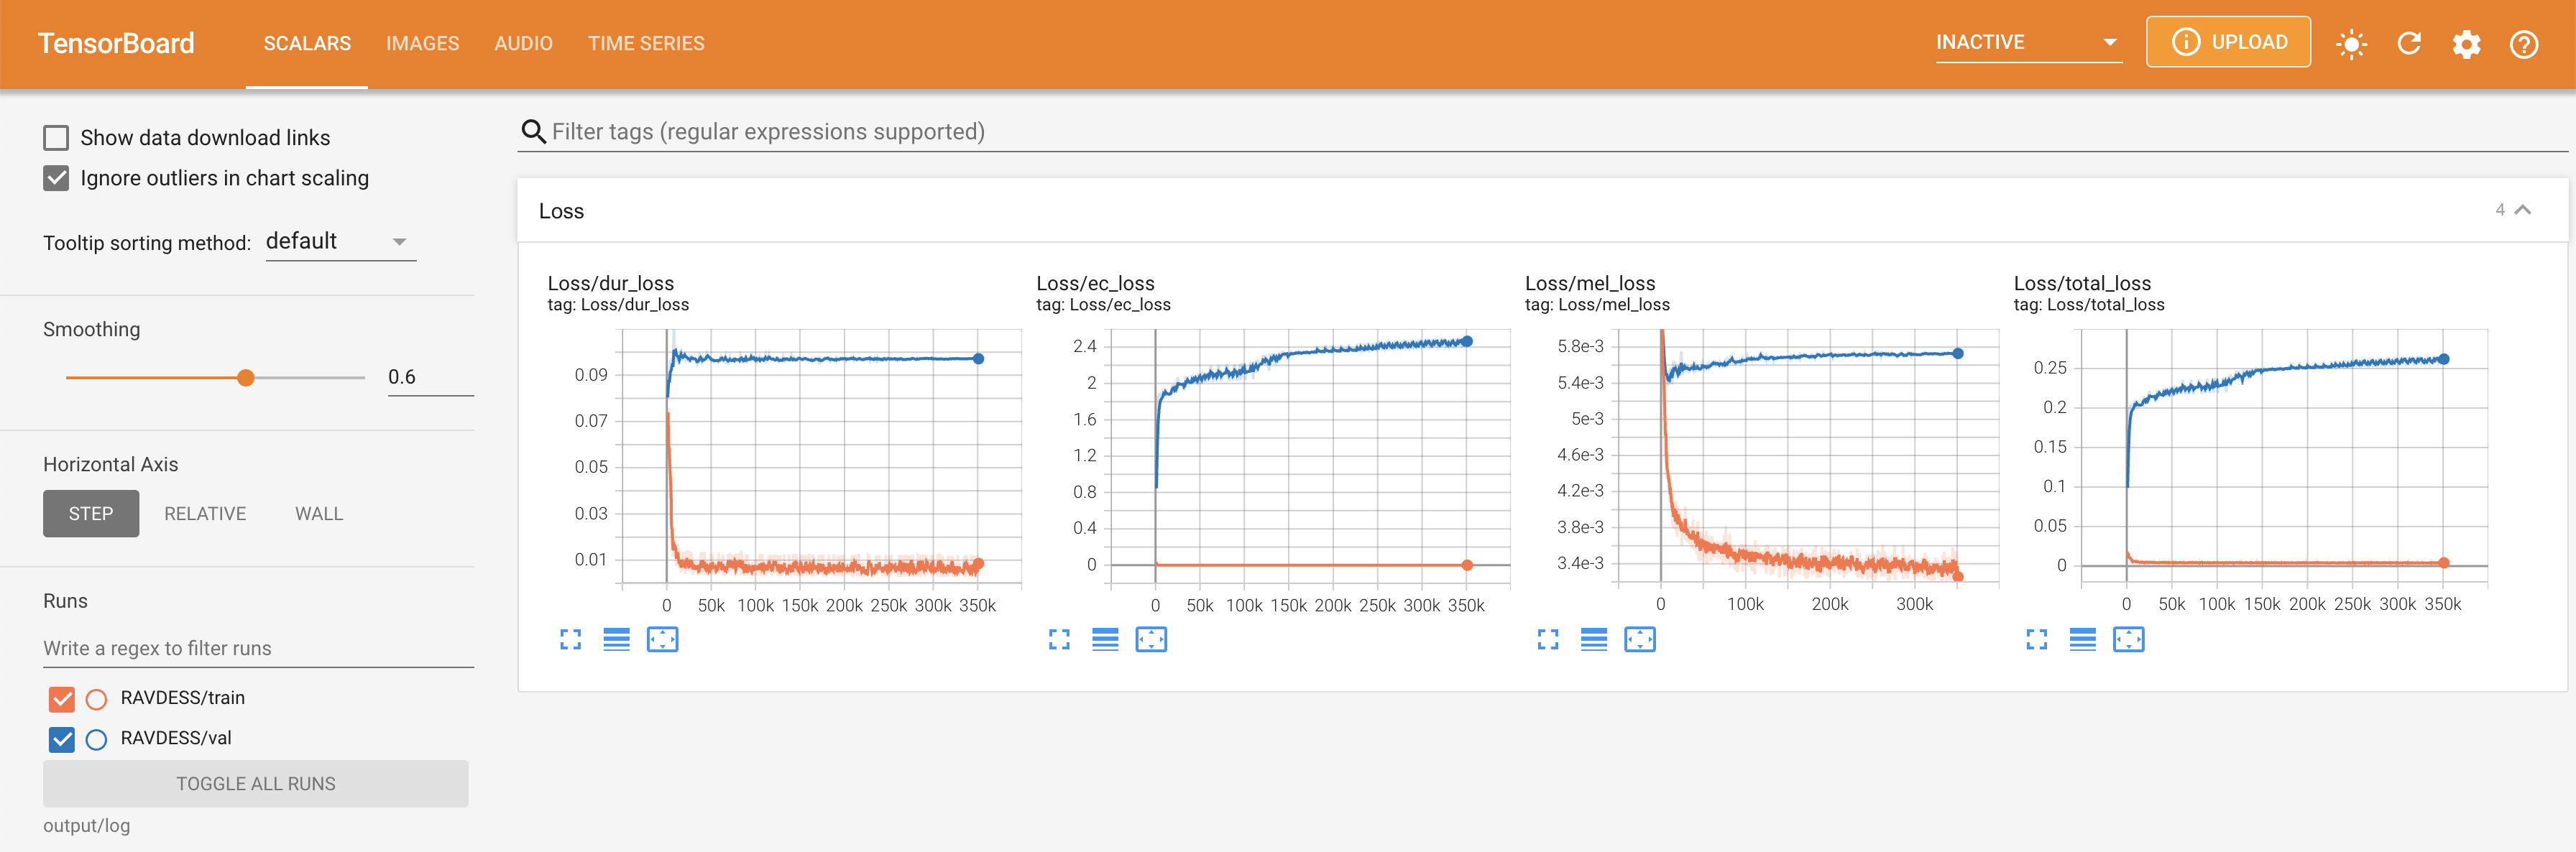 TensorBoard SCALARS IMAGES AUDIO TIME SERIES INACTIVE UPLOAD
Show data download links
Ignore outliers in chart scaling
Tooltip sorting method: default
Smoothing
0.6
Horizontal Axis
STEP RELATIVE WALL
Runs
Write a regex to filter runs
RAVDESS/train
RAVDESS/val
TOGGLE ALL RUNS
output/log
Filter tags (regular expressions supported)
Loss 4
Loss/dur_loss
tag: Loss/dur_loss
0.09
0.07
0.05
0.03
0.01
0 50k 100k 150k 200k 250k 300k 350k
Loss/ec_loss
tag: Loss/ec_loss
2.4
2
1.6
1.2
0.8
0.4
0
0 50k 100k 150k 200k 250k 300k 350k
Loss/mel_loss
tag: Loss/mel_loss
5.8e-3
5.4e-3
5e-3
4.6e-3
4.2e-3
3.8e-3
3.4e-3
0 100k 200k 300k
Loss/total_loss
tag: Loss/total_loss
0.25
0.2
0.15
0.1
0.05
0
0 50k 100k 150k 200k 250k 300k 350k